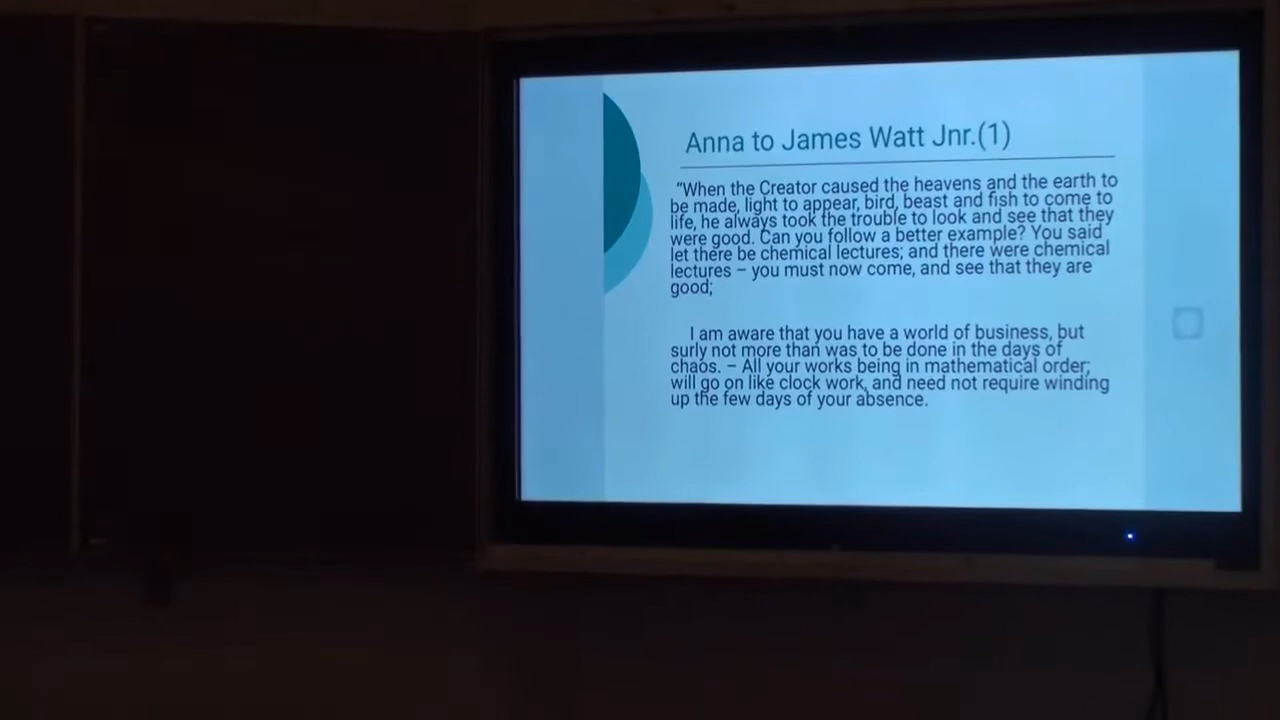 Anna to James Watt Jnr.(1)
“When the Creator caused the heavens and the earth to
be made, light to appear, bird, beast and fish to come to
life, he always took the trouble to look and see that they
were good. Can you follow a better example? You said
let there be chemical lectures; and there were chemical
lectures – you must now come, and see that they are
good;
I am aware that you have a world of business, but
surly not more than was to be done in the days of
chaos. – All your works being in mathematical order;
will go on like clock work, and need not require winding
up the few days of your absence.